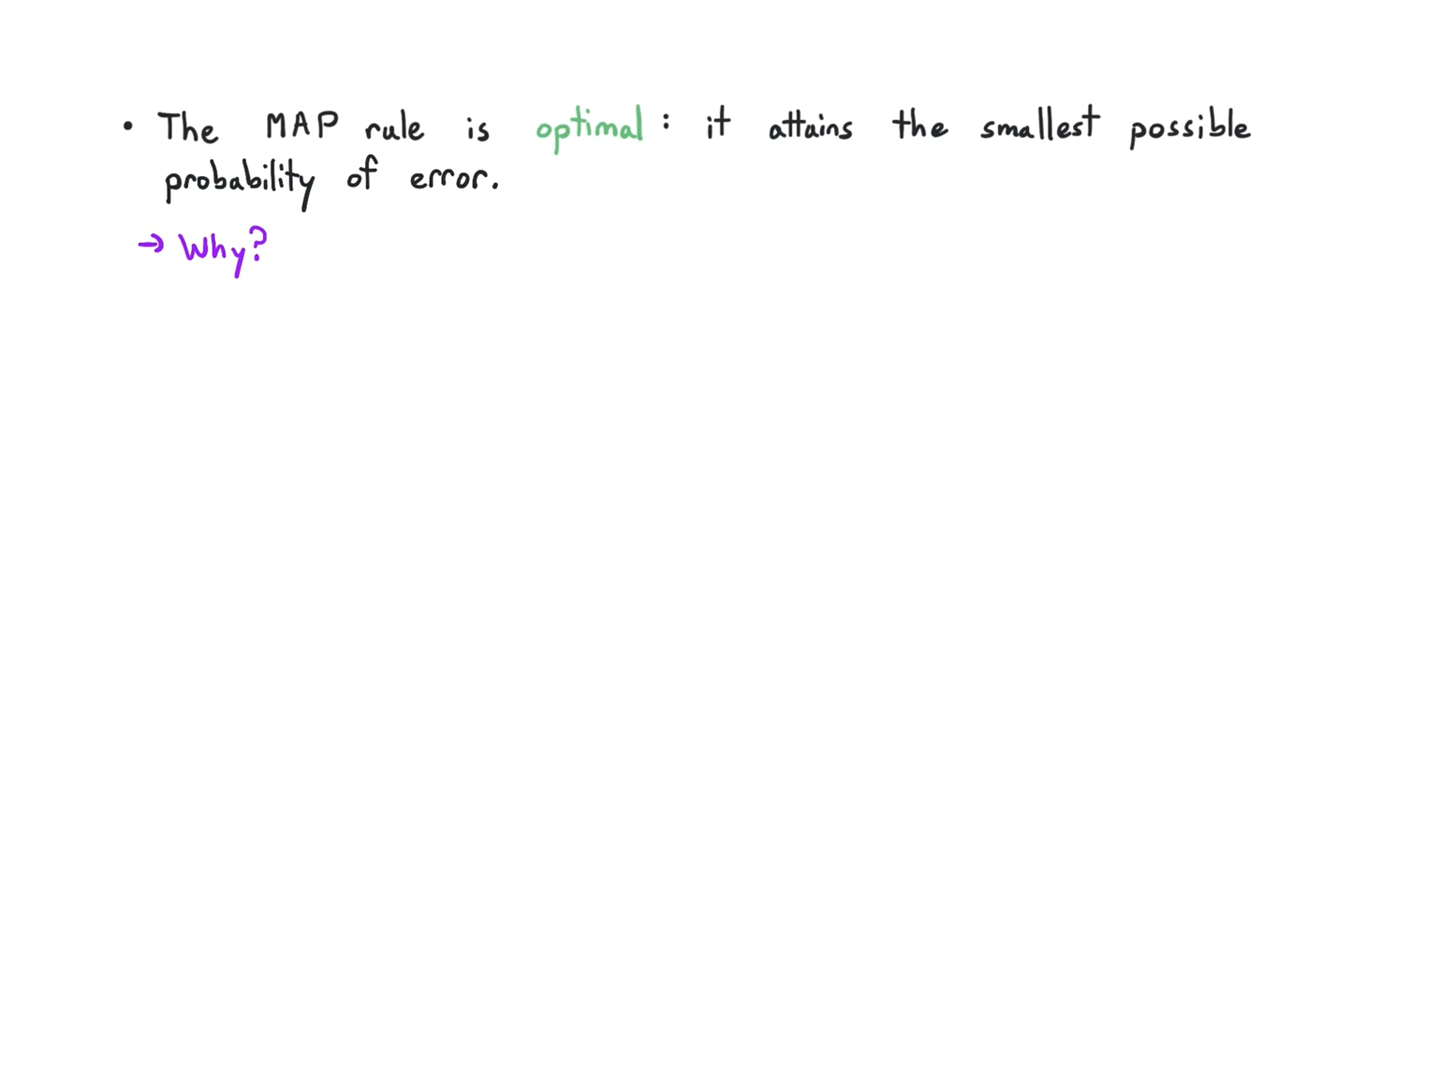 • The MAP rule is optimal: it attains the smallest possible
probability of error.
→ Why?